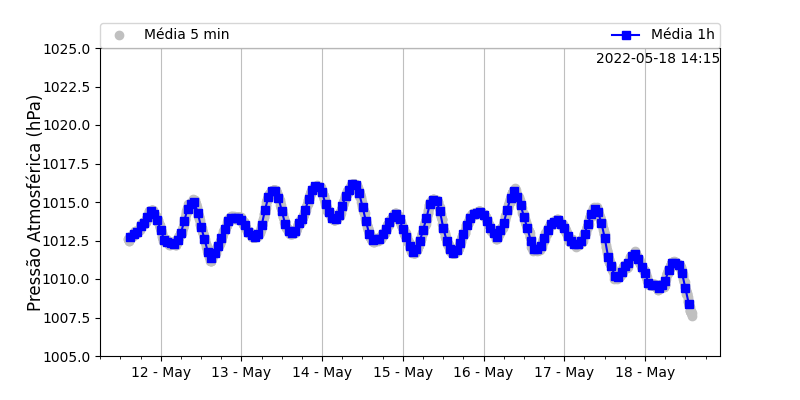 Média 5 min
Média 1h
2022-05-18 14:15
Pressão Atmosférica (hPa)
1025.0
1022.5
1020.0
1017.5
1015.0
1012.5
1010.0
1007.5
1005.0
12 - May
13 - May
14 - May
15 - May
16 - May
17 - May
18 - May